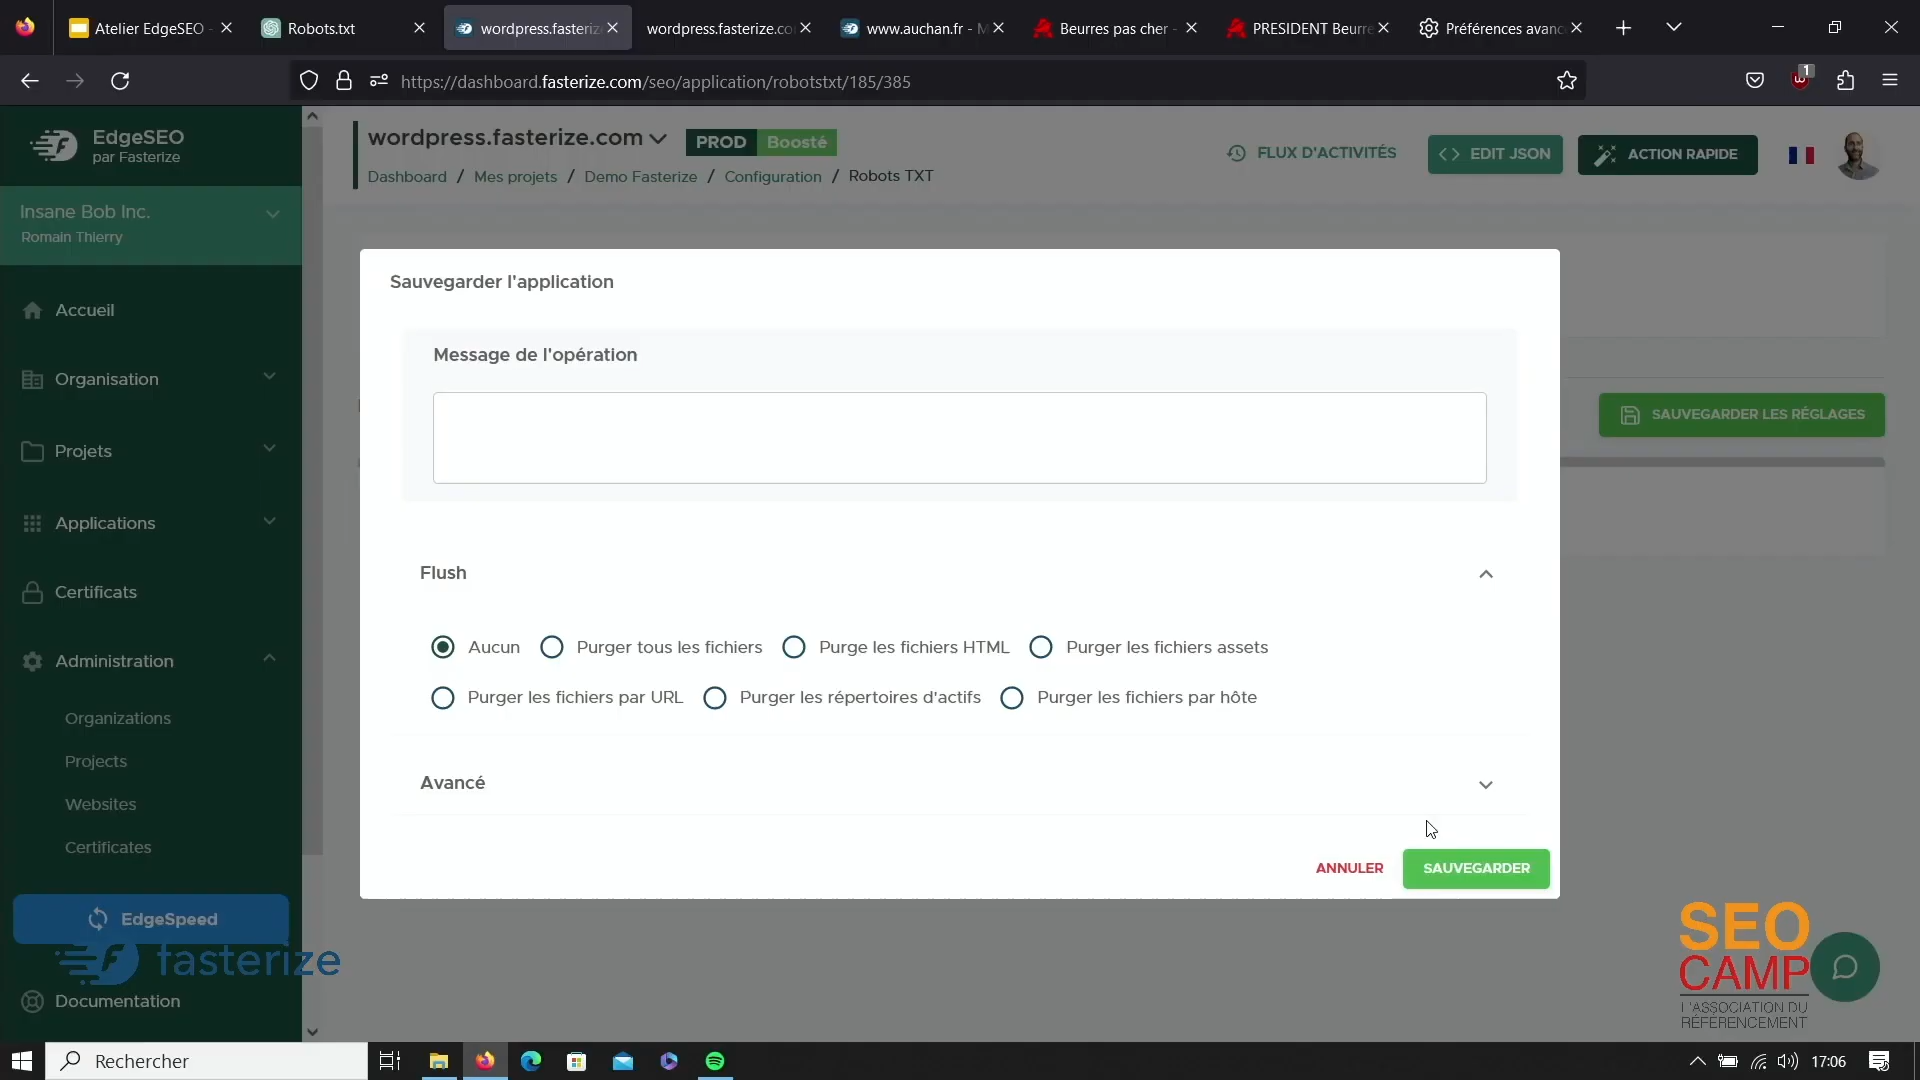 Atelier EdgeSEO -
Robots.txt
wordpress.fasterize
wordpress.fasterize.co
www.auchan.fr - M
Beurres pas cher -
PRESIDENT Beurre
Préférences avanc
https://dashboard.fasterize.com/seo/application/robotstxt/185/385
1
EdgeSEO
par Fasterize
wordpress.fasterize.com
PROD
Boosté
Dashboard / Mes projets / Demo Fasterize / Configuration / Robots TXT
FLUX D'ACTIVITÉS
<> EDIT JSON
ACTION RAPIDE
Insane Bob Inc.
Romain Thierry
Accueil
Organisation
Projets
Applications
Certificats
Administration
Organizations
Projects
Websites
Certificates
EdgeSpeed
fasterize
Documentation
SAUVEGARDER LES RÉGLAGES
Sauvegarder l'application
Message de l'opération
Flush
Aucun
Purger tous les fichiers
Purge les fichiers HTML
Purger les fichiers assets
Purger les fichiers par URL
Purger les répertoires d'actifs
Purger les fichiers par hôte
Avancé
ANNULER
SAUVEGARDER
SEO
CAMP
L'ASSOCIATION DU
RÉFÉRENCEMENT
Rechercher
17:06